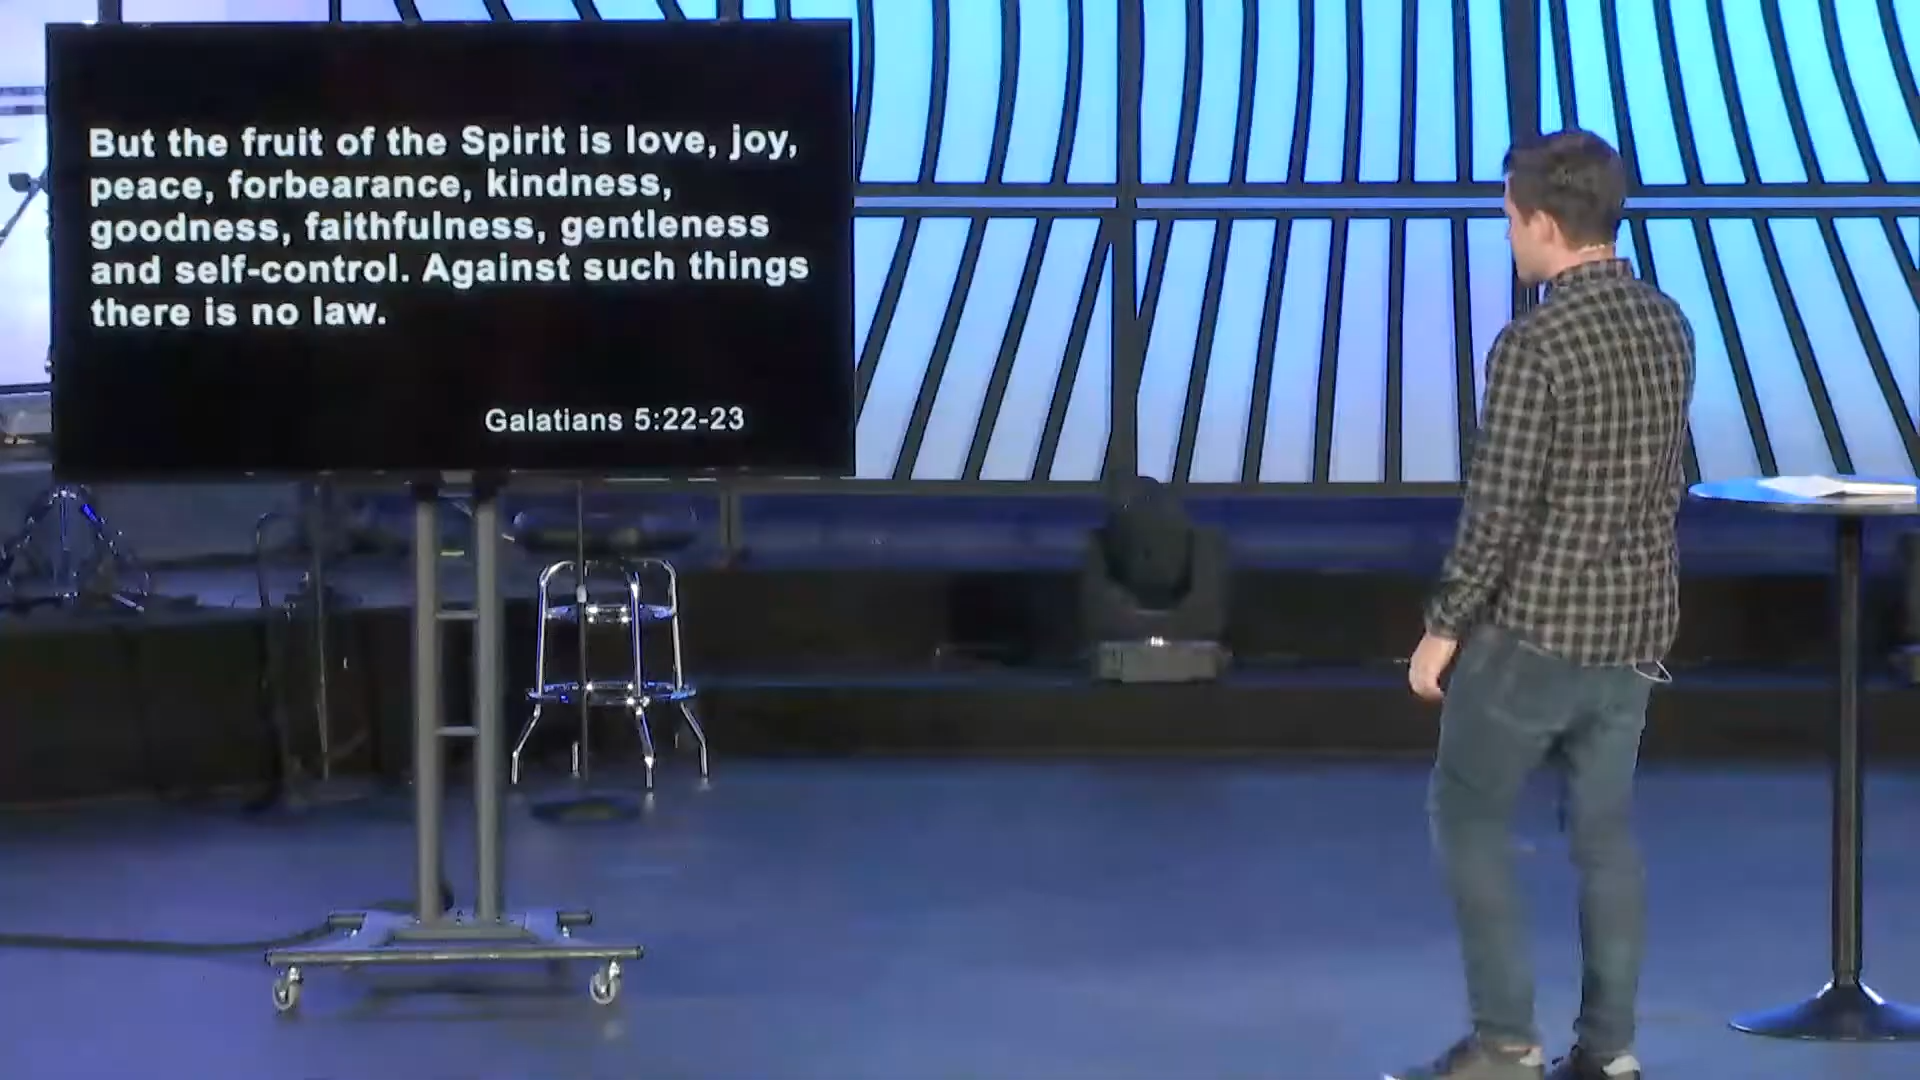 But the fruit of the Spirit is love, joy,
peace, forbearance, kindness,
goodness, faithfulness, gentleness
and self-control. Against such things
there is no law.
Galatians 5:22-23